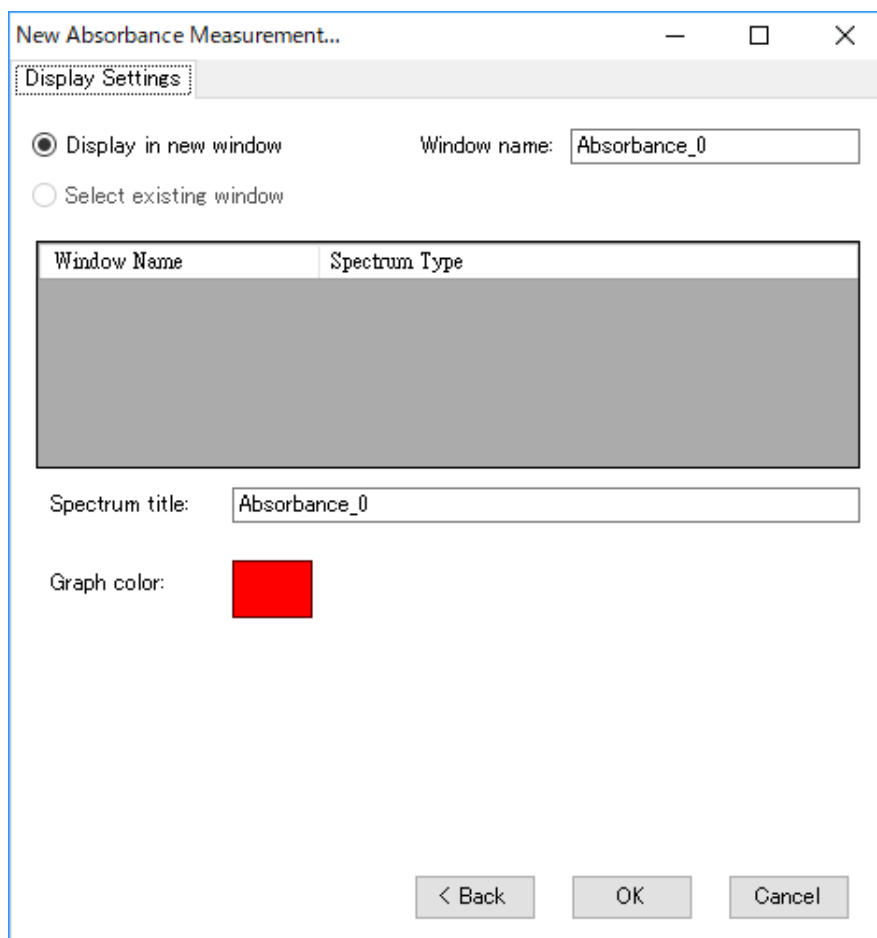 New Absorbance Measurement...
Display Settings
Display in new window Window name: Absorbance_0
Select existing window
Window Name Spectrum Type
Spectrum title: Absorbance_0
Graph color:
< Back OK Cancel